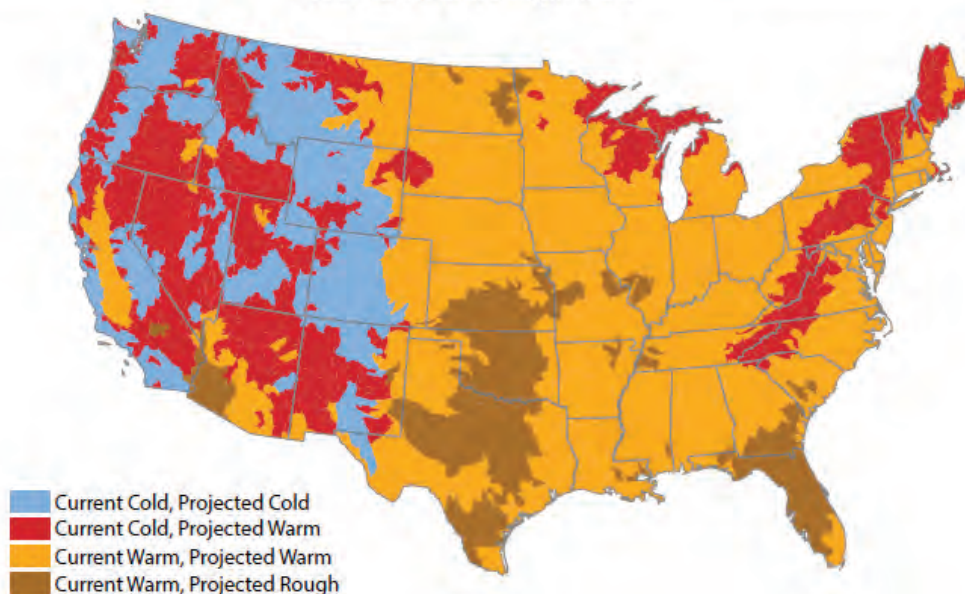 Current Cold, Projected Cold
Current Cold, Projected Warm
Current Warm, Projected Warm
Current Warm, Projected Rough